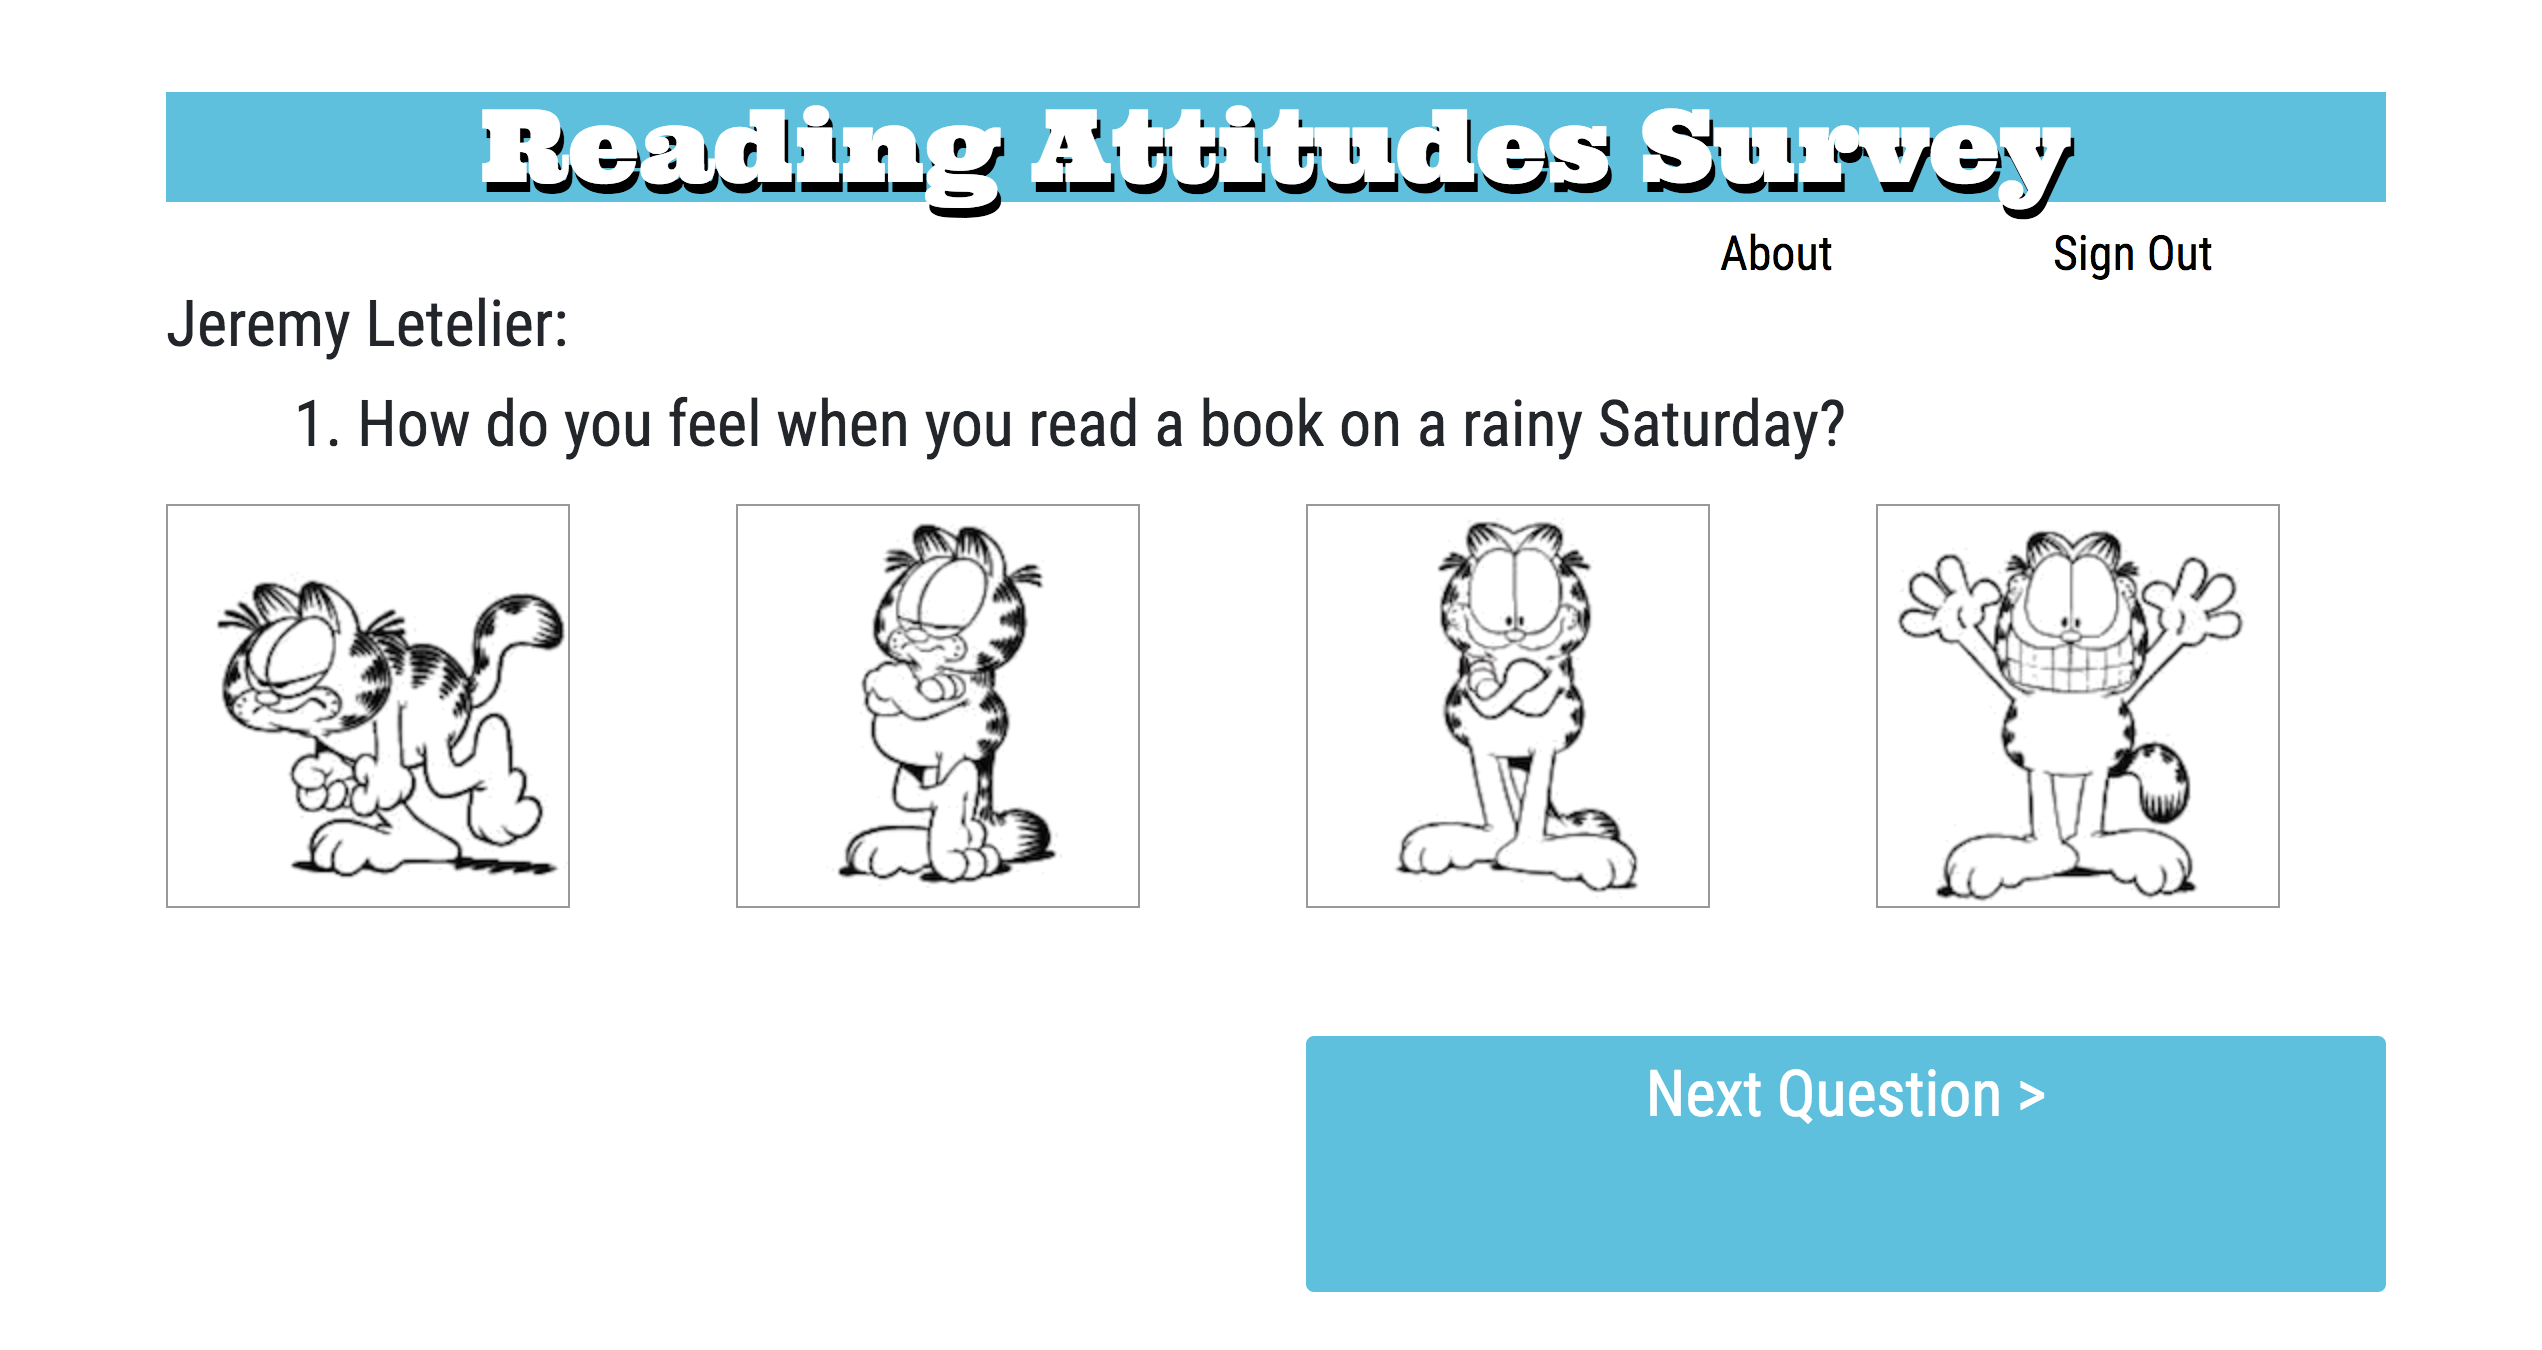 Reading Attitudes Survey
About Sign Out
Jeremy Letelier:
1. How do you feel when you read a book on a rainy Saturday?
Next Question >